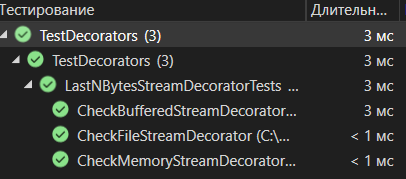 Тестирование Длительн...
TestDecorators (3) 3 мс
TestDecorators (3) 3 мс
LastNBytesStreamDecoratorTests ... 3 мс
CheckBufferedStreamDecorator... 3 мс
CheckFileStreamDecorator (C:\... < 1 мс
CheckMemoryStreamDecorator... < 1 мс